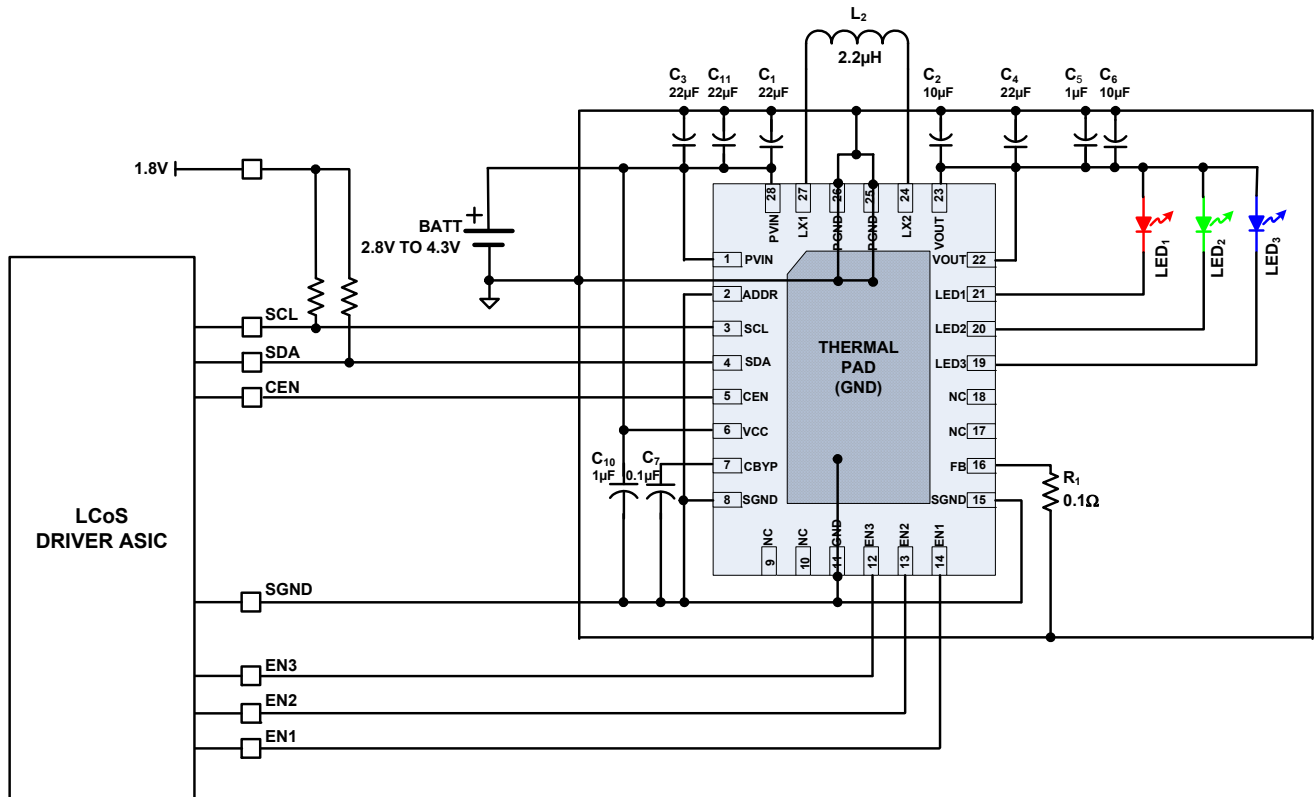 L2
2.2µH
C3
22µF
C11
22µF
C1
22µF
C2
10µF
C4
22µF
C5
1µF
C6
10µF
1.8V
BATT
2.8V TO 4.3V
+
28
PVIN
27
LX1
26
PGND
25
PGND
24
LX2
23
VOUT
1 PVIN
2 ADDR
3 SCL
4 SDA
5 CEN
6 VCC
7 CBYP
8 SGND
VOUT 22
LED1 21
LED2 20
LED3 19
NC 18
NC 17
FB 16
SGND 15
THERMAL
PAD
(GND)
NC
9
NC
10
GND
11
EN3
12
EN2
13
EN1
14
LED1
LED2
LED3
R1
0.1Ω
C10
1µF
C7
0.1µF
LCoS
DRIVER ASIC
SCL
SDA
CEN
SGND
EN3
EN2
EN1